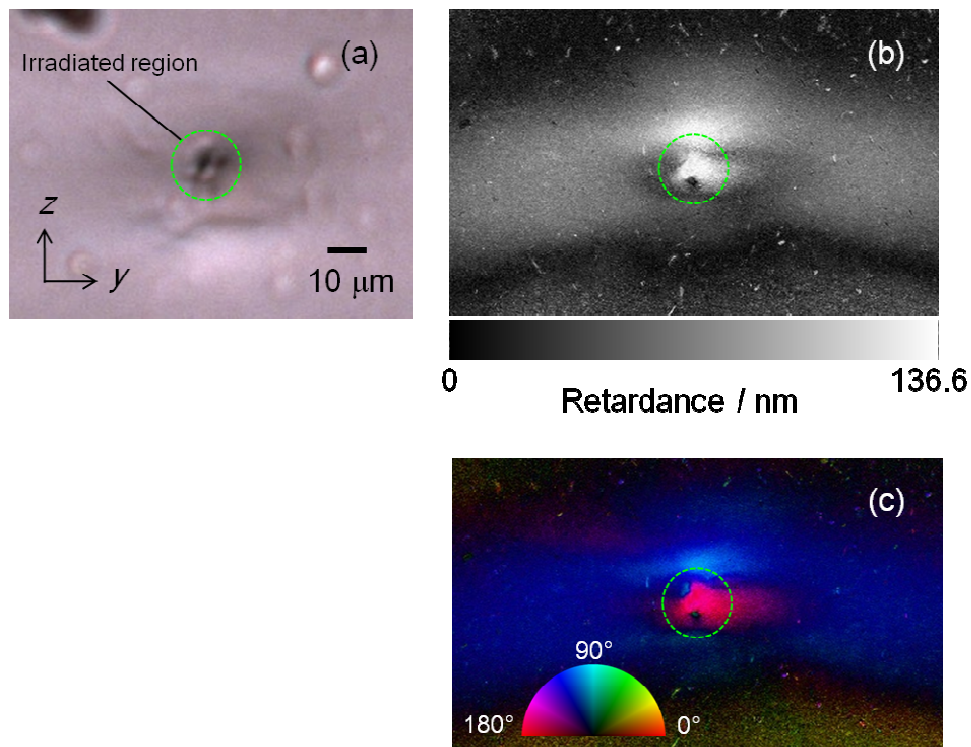 (a)
Irradiated region
z
y
10 μm
(b)
0
136.6
Retardance / nm
(c)
90°
180°
0°